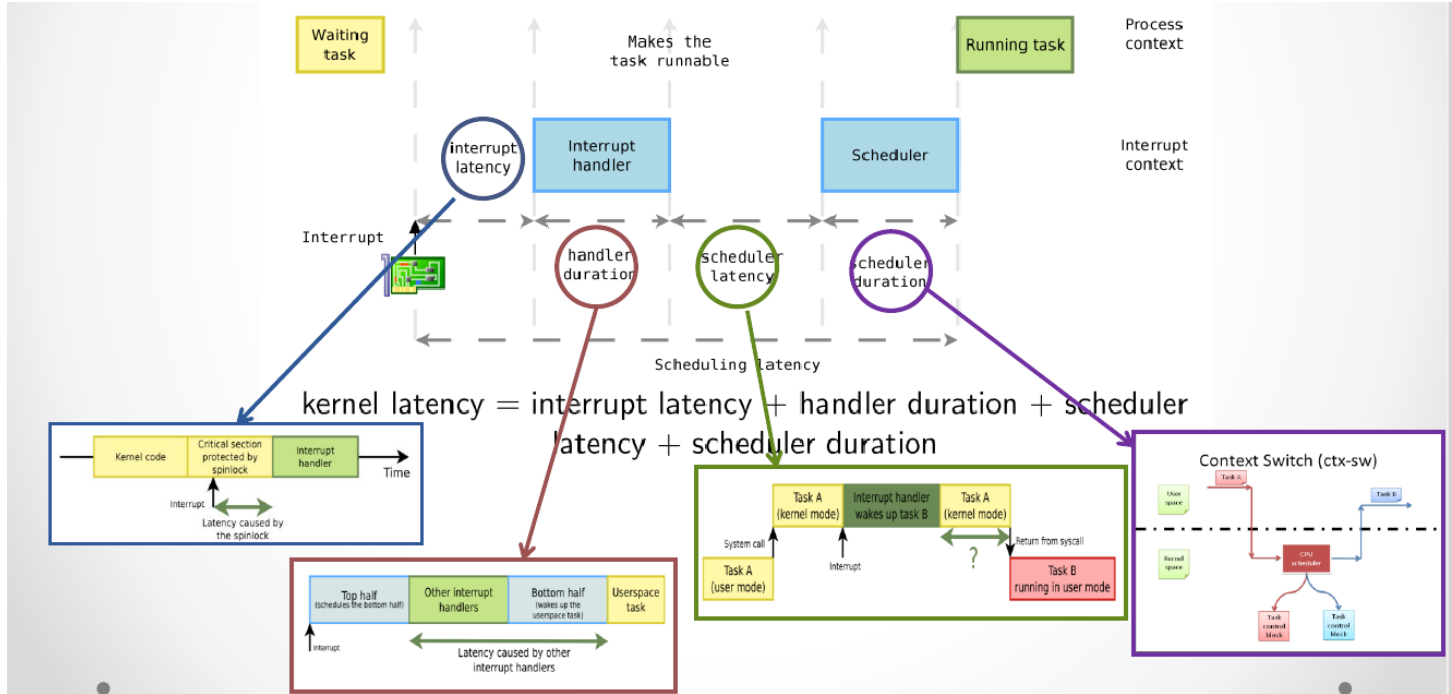 Waiting
task
Makes the
task runnable
Running task
Process
context
interrupt
latency
Interrupt
handler
Scheduler
Interrupt
context
Interrupt
handler
duration
scheduler
latency
scheduler
duration
Scheduling latency
kernel latency = interrupt latency + handler duration + scheduler
latency + scheduler duration
Kernel code
Critical section
protected by
spinlock
Interrupt
handler
Time
Interrupt
Latency caused by
the spinlock
Top half
(schedules the bottom half)
Other interrupt
handlers
Bottom half
(wakes up the
userspace task)
Userspace
task
Interrupt
Latency caused by other
interrupt handlers
Task A
(kernel mode)
Interrupt handler
wakes up task B
Task A
(kernel mode)
System call
Interrupt
?
Return from syscall
Task A
(user mode)
Task B
running in user mode
Context Switch (ctx-sw)
Task A
User
space
Task B
Kernel
space
CPU
scheduler
Task
control
block
Task
control
block